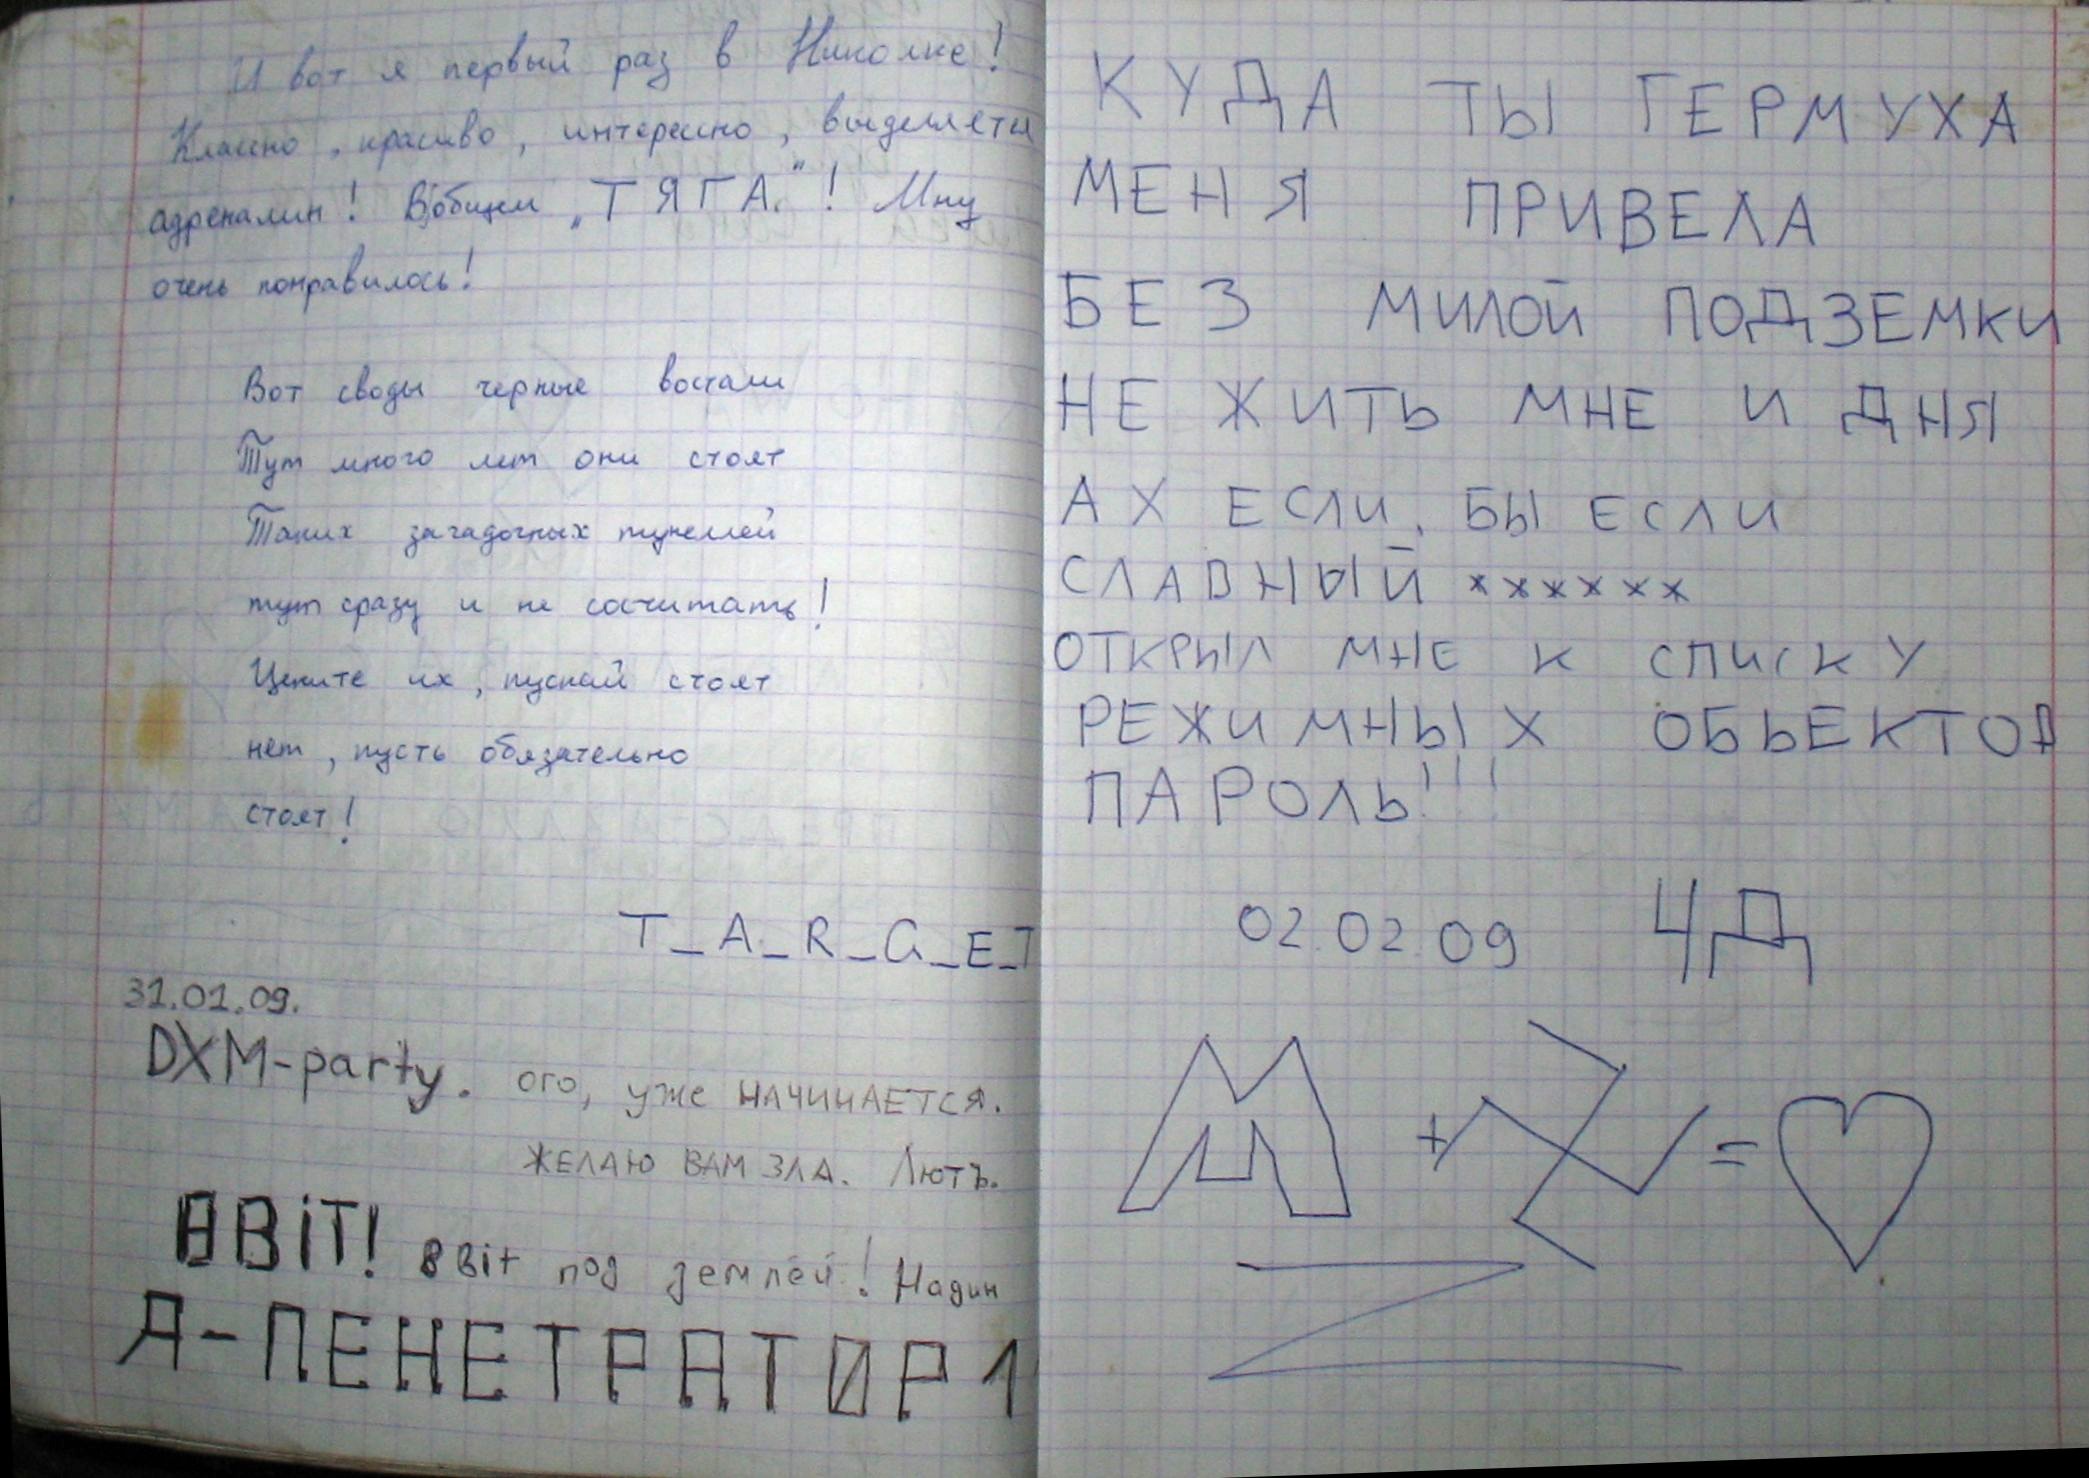 И вот я первый раз в Николке!
Классно, красиво, интересно, выделяется
адреналин! Вобщем „ТЯГА."! Мну
очень понравилось!
Вот своды черные востали
Тут много лет они стоят
Таких загадочных тунеллей
тут сразу и не сосчитать!
Цените их, пускай стоят
нет, пусть обязательно
стоят!
T_A_R_G_E_T
31.01.09.
DXM-party. ого, уже НАЧИНАЕТСЯ.
ЖЕЛАЮ ВАМ ЗЛА. Лютъ.
8BiT! 8Bit под землёй! Надин
Я-ПЕНЕТРАТОР1
КУДА ТЫ ГЕРМУХА
МЕНЯ ПРИВЕЛА
БЕЗ МИЛОЙ ПОДЗЕМКИ
НЕ ЖИТЬ МНЕ И ДНЯ
АХ ЕСЛИ, БЫ ЕСЛИ
СЛАВНЫЙ ××××××
ОТКРЫЛ МНЕ К СПИСКУ
РЕЖИМНЫХ ОБЬЕКТОВ
ПАРОЛЬ!!!
02.02.09 ЧД
М + =